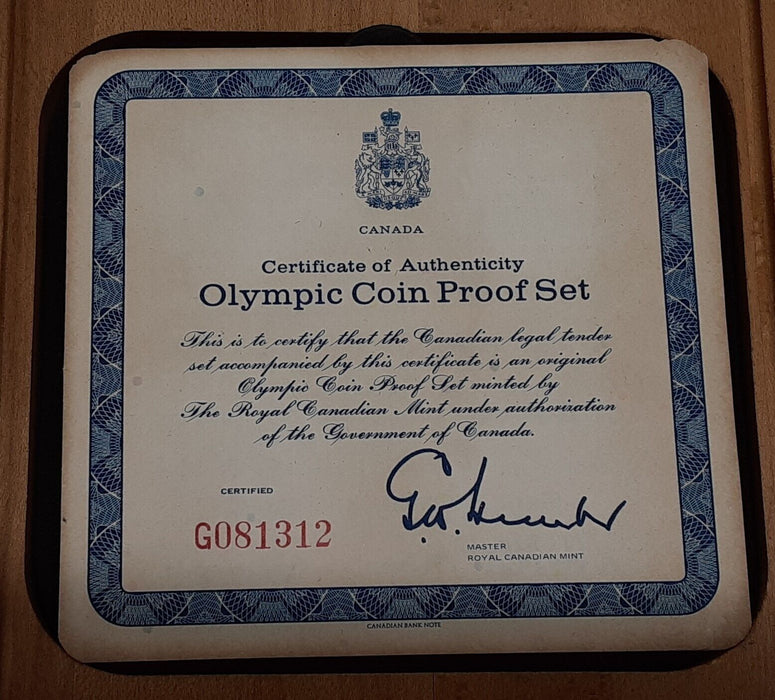 CANADA
Certificate of Authenticity
Olympic Coin Proof Set
This is to certify that the Canadian legal tender
set accompanied by this certificate is an original
Olympic Coin Proof Set minted by
The Royal Canadian Mint under authorization
of the Government of Canada.
CERTIFIED
G081312
MASTER
ROYAL CANADIAN MINT
CANADIAN BANK NOTE